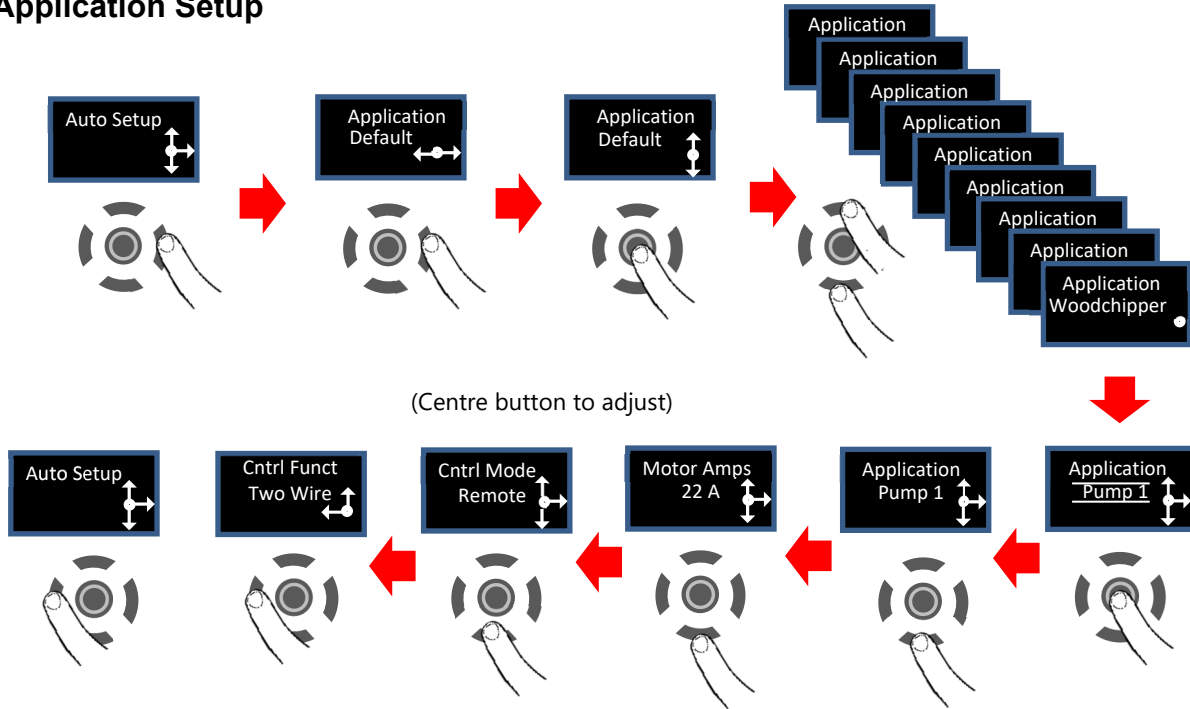 Application Setup
Auto Setup
Application
Default
Application
Default
Application
Application
Application
Application
Application
Application
Application
Application
Application
Woodchipper
(Centre button to adjust)
Auto Setup
Cntrl Funct
Two Wire
Cntrl Mode
Remote
Motor Amps
22 A
Application
Pump 1
Application
Pump 1